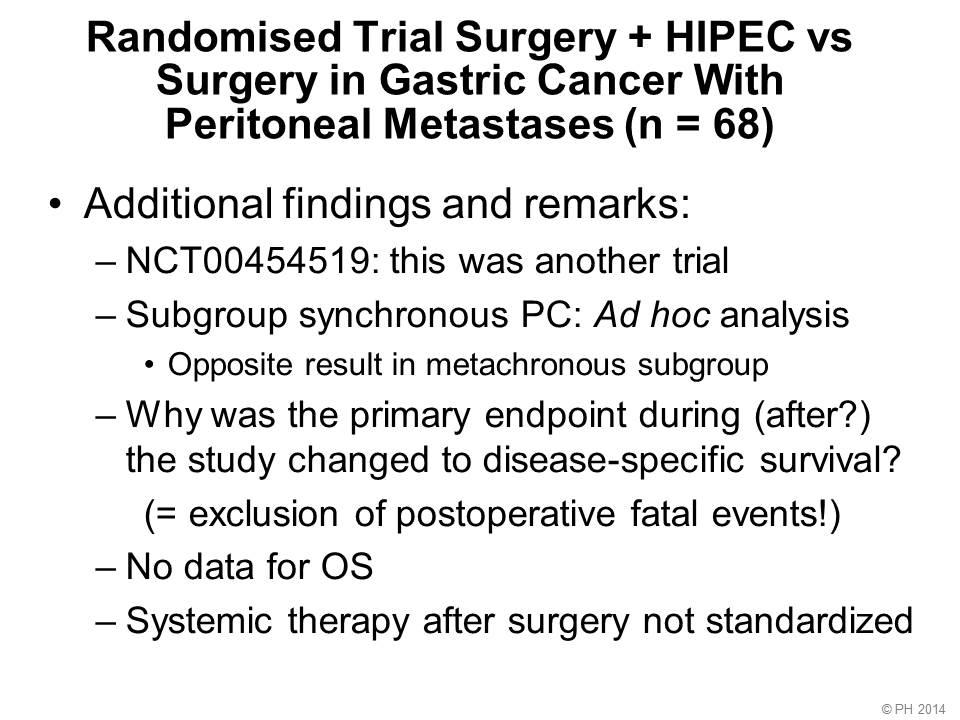 Randomised Trial Surgery + HIPEC vs
Surgery in Gastric Cancer With
Peritoneal Metastases (n = 68)
• Additional findings and remarks:
– NCT00454519: this was another trial
– Subgroup synchronous PC: Ad hoc analysis
• Opposite result in metachronous subgroup
– Why was the primary endpoint during (after?)
the study changed to disease-specific survival?
(= exclusion of postoperative fatal events!)
– No data for OS
– Systemic therapy after surgery not standardized
© PH 2014